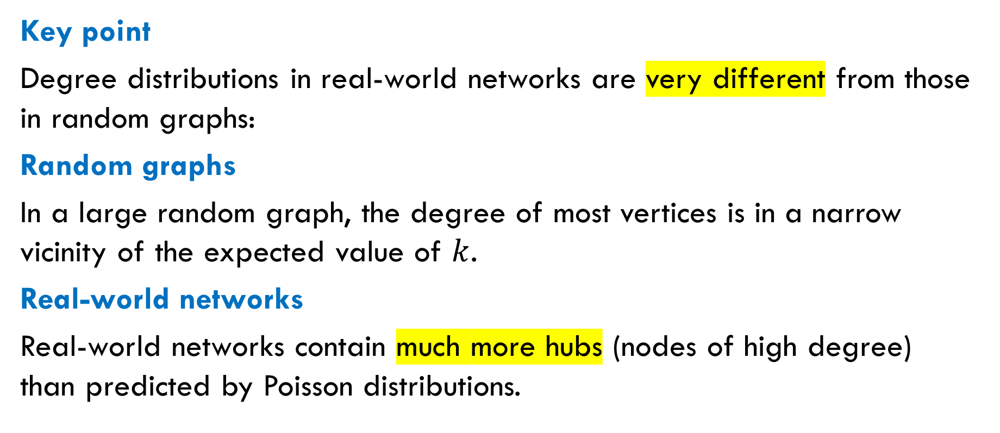 Key point
Degree distributions in real-world networks are very different from those
in random graphs:
Random graphs
In a large random graph, the degree of most vertices is in a narrow
vicinity of the expected value of k.
Real-world networks
Real-world networks contain much more hubs (nodes of high degree)
than predicted by Poisson distributions.